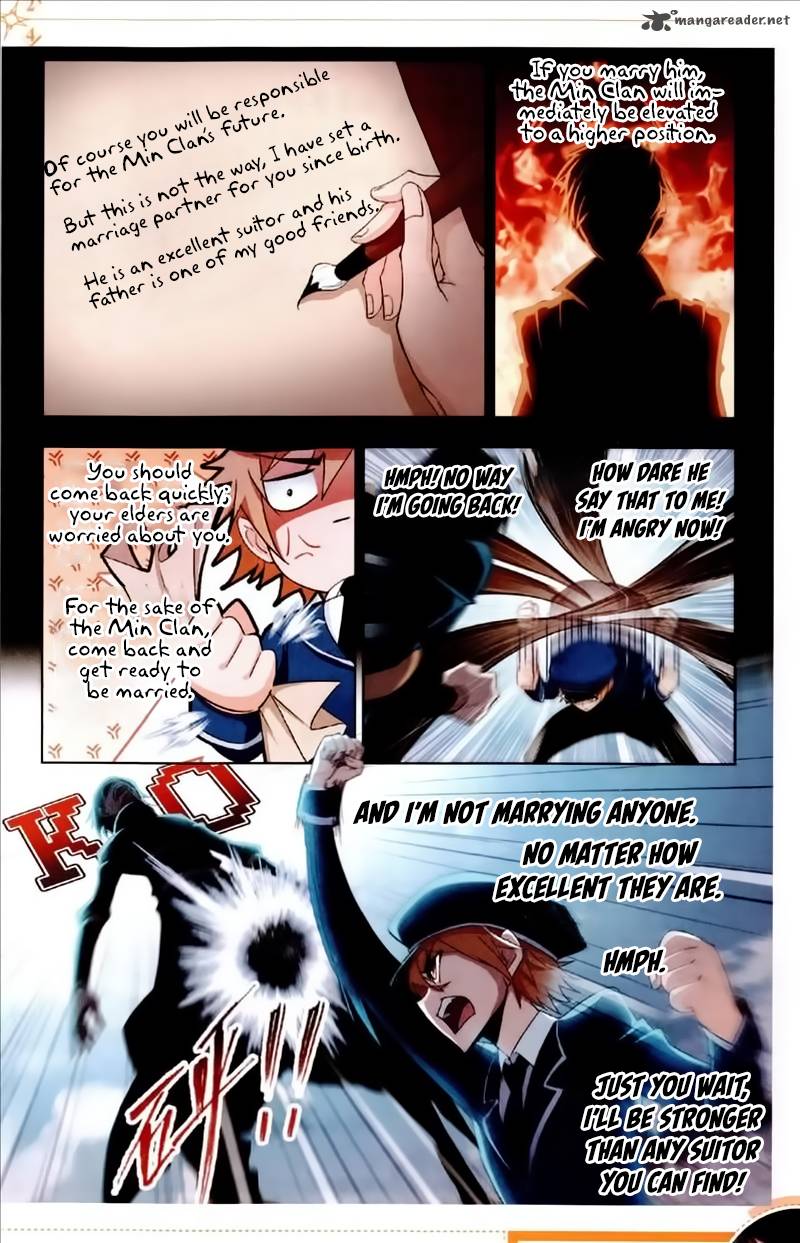 mangareader.net
Of course you will be responsible
for the Min Clan's future.
But this is not the way, I have set a
marriage partner for you since birth.
He is an excellent suitor and his
father is one of my good friends.
If you marry him,
the Min Clan will im-
mediately be elevated
to a higher position.
You should
come back quickly;
your elders are
worried about you.
For the sake of
the Min Clan,
come back and
get ready to
be married.
HMPH! NO WAY
I'M GOING BACK!
HOW DARE HE
SAY THAT TO ME!
I'M ANGRY NOW!
KO
AND I'M NOT MARRYING ANYONE.
NO MATTER HOW
EXCELLENT THEY ARE.
HMPH.
砰!!
JUST YOU WAIT,
I'LL BE STRONGER
THAN ANY SUITOR
YOU CAN FIND!